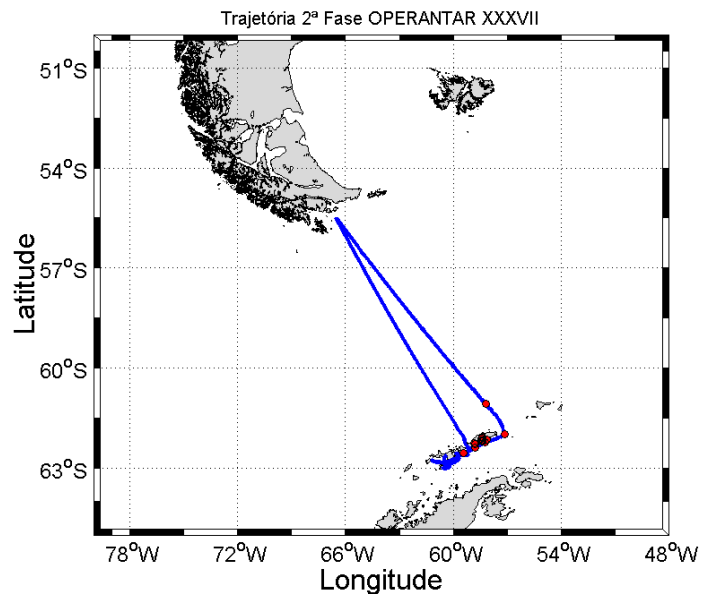 Trajetória 2ª Fase OPERANTAR XXXVII
51°S
54°S
57°S
60°S
63°S
Latitude
78°W 72°W 66°W 60°W 54°W 48°W
Longitude